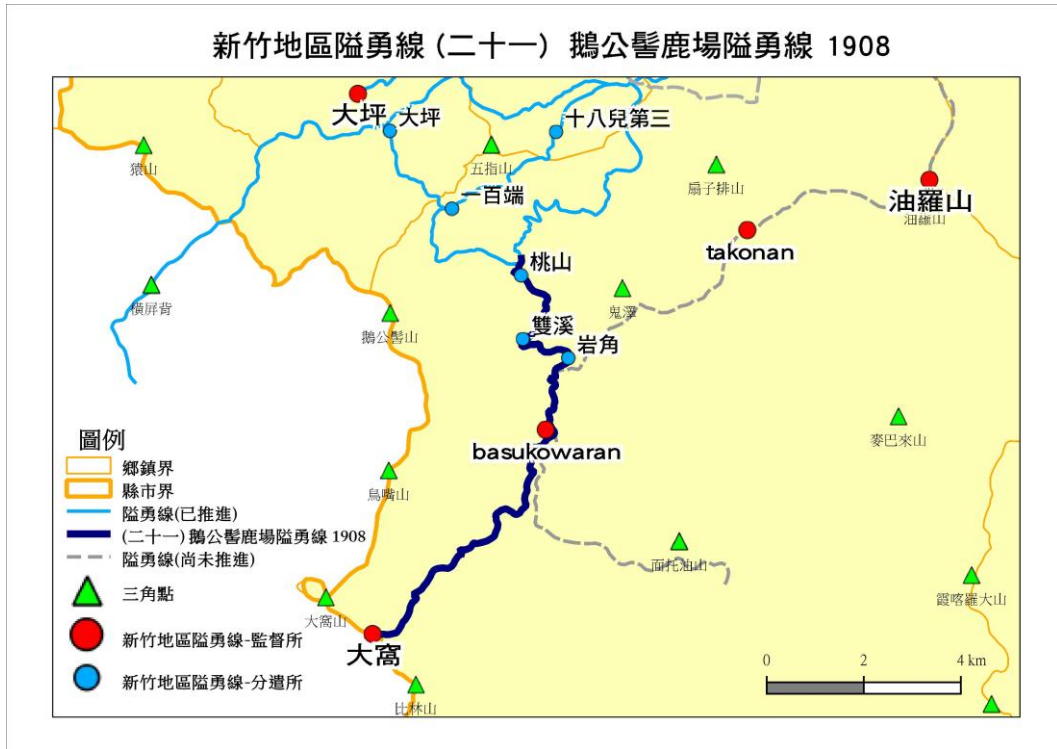 新竹地區隘勇線 (二十一) 鵝公髻鹿場隘勇線 1908
大坪
大坪
十八兒第三
猿山
五指山
扇子排山
一百端
油羅山
油羅山
takonan
桃山
橫屏背
鬼澤
鵝公髻山
雙溪
岩角
麥巴來山
basukowaran
鳥嘴山
面托油山
霞喀羅大山
大窩山
大窩
比林山
圖例
鄉鎮界
縣市界
隘勇線(已推進)
(二十一) 鵝公髻鹿場隘勇線 1908
隘勇線(尚未推進)
三角點
新竹地區隘勇線-監督所
新竹地區隘勇線-分遣所
0 2 4 km